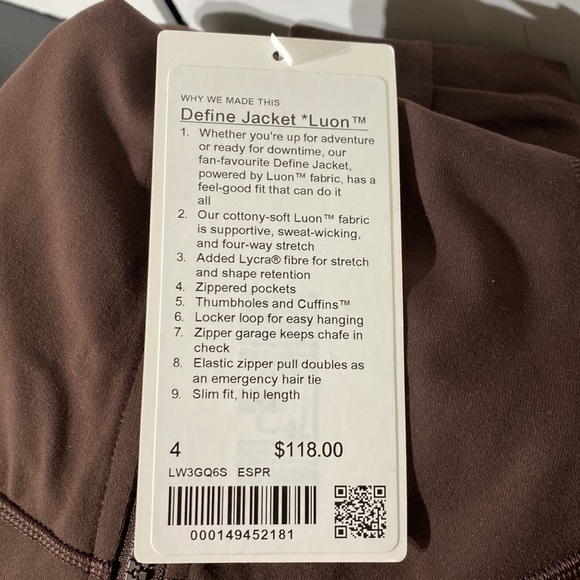 WHY WE MADE THIS
Define Jacket *Luon™
1. Whether you're up for adventure
or ready for downtime, our
fan-favourite Define Jacket,
powered by Luon™ fabric, has a
feel-good fit that can do it
all
2. Our cottony-soft Luon™ fabric
is supportive, sweat-wicking,
and four-way stretch
3. Added Lycra® fibre for stretch
and shape retention
4. Zippered pockets
5. Thumbholes and Cuffins™
6. Locker loop for easy hanging
7. Zipper garage keeps chafe in
check
8. Elastic zipper pull doubles as
an emergency hair tie
9. Slim fit, hip length
4 $118.00
LW3GQ6S ESPR
000149452181